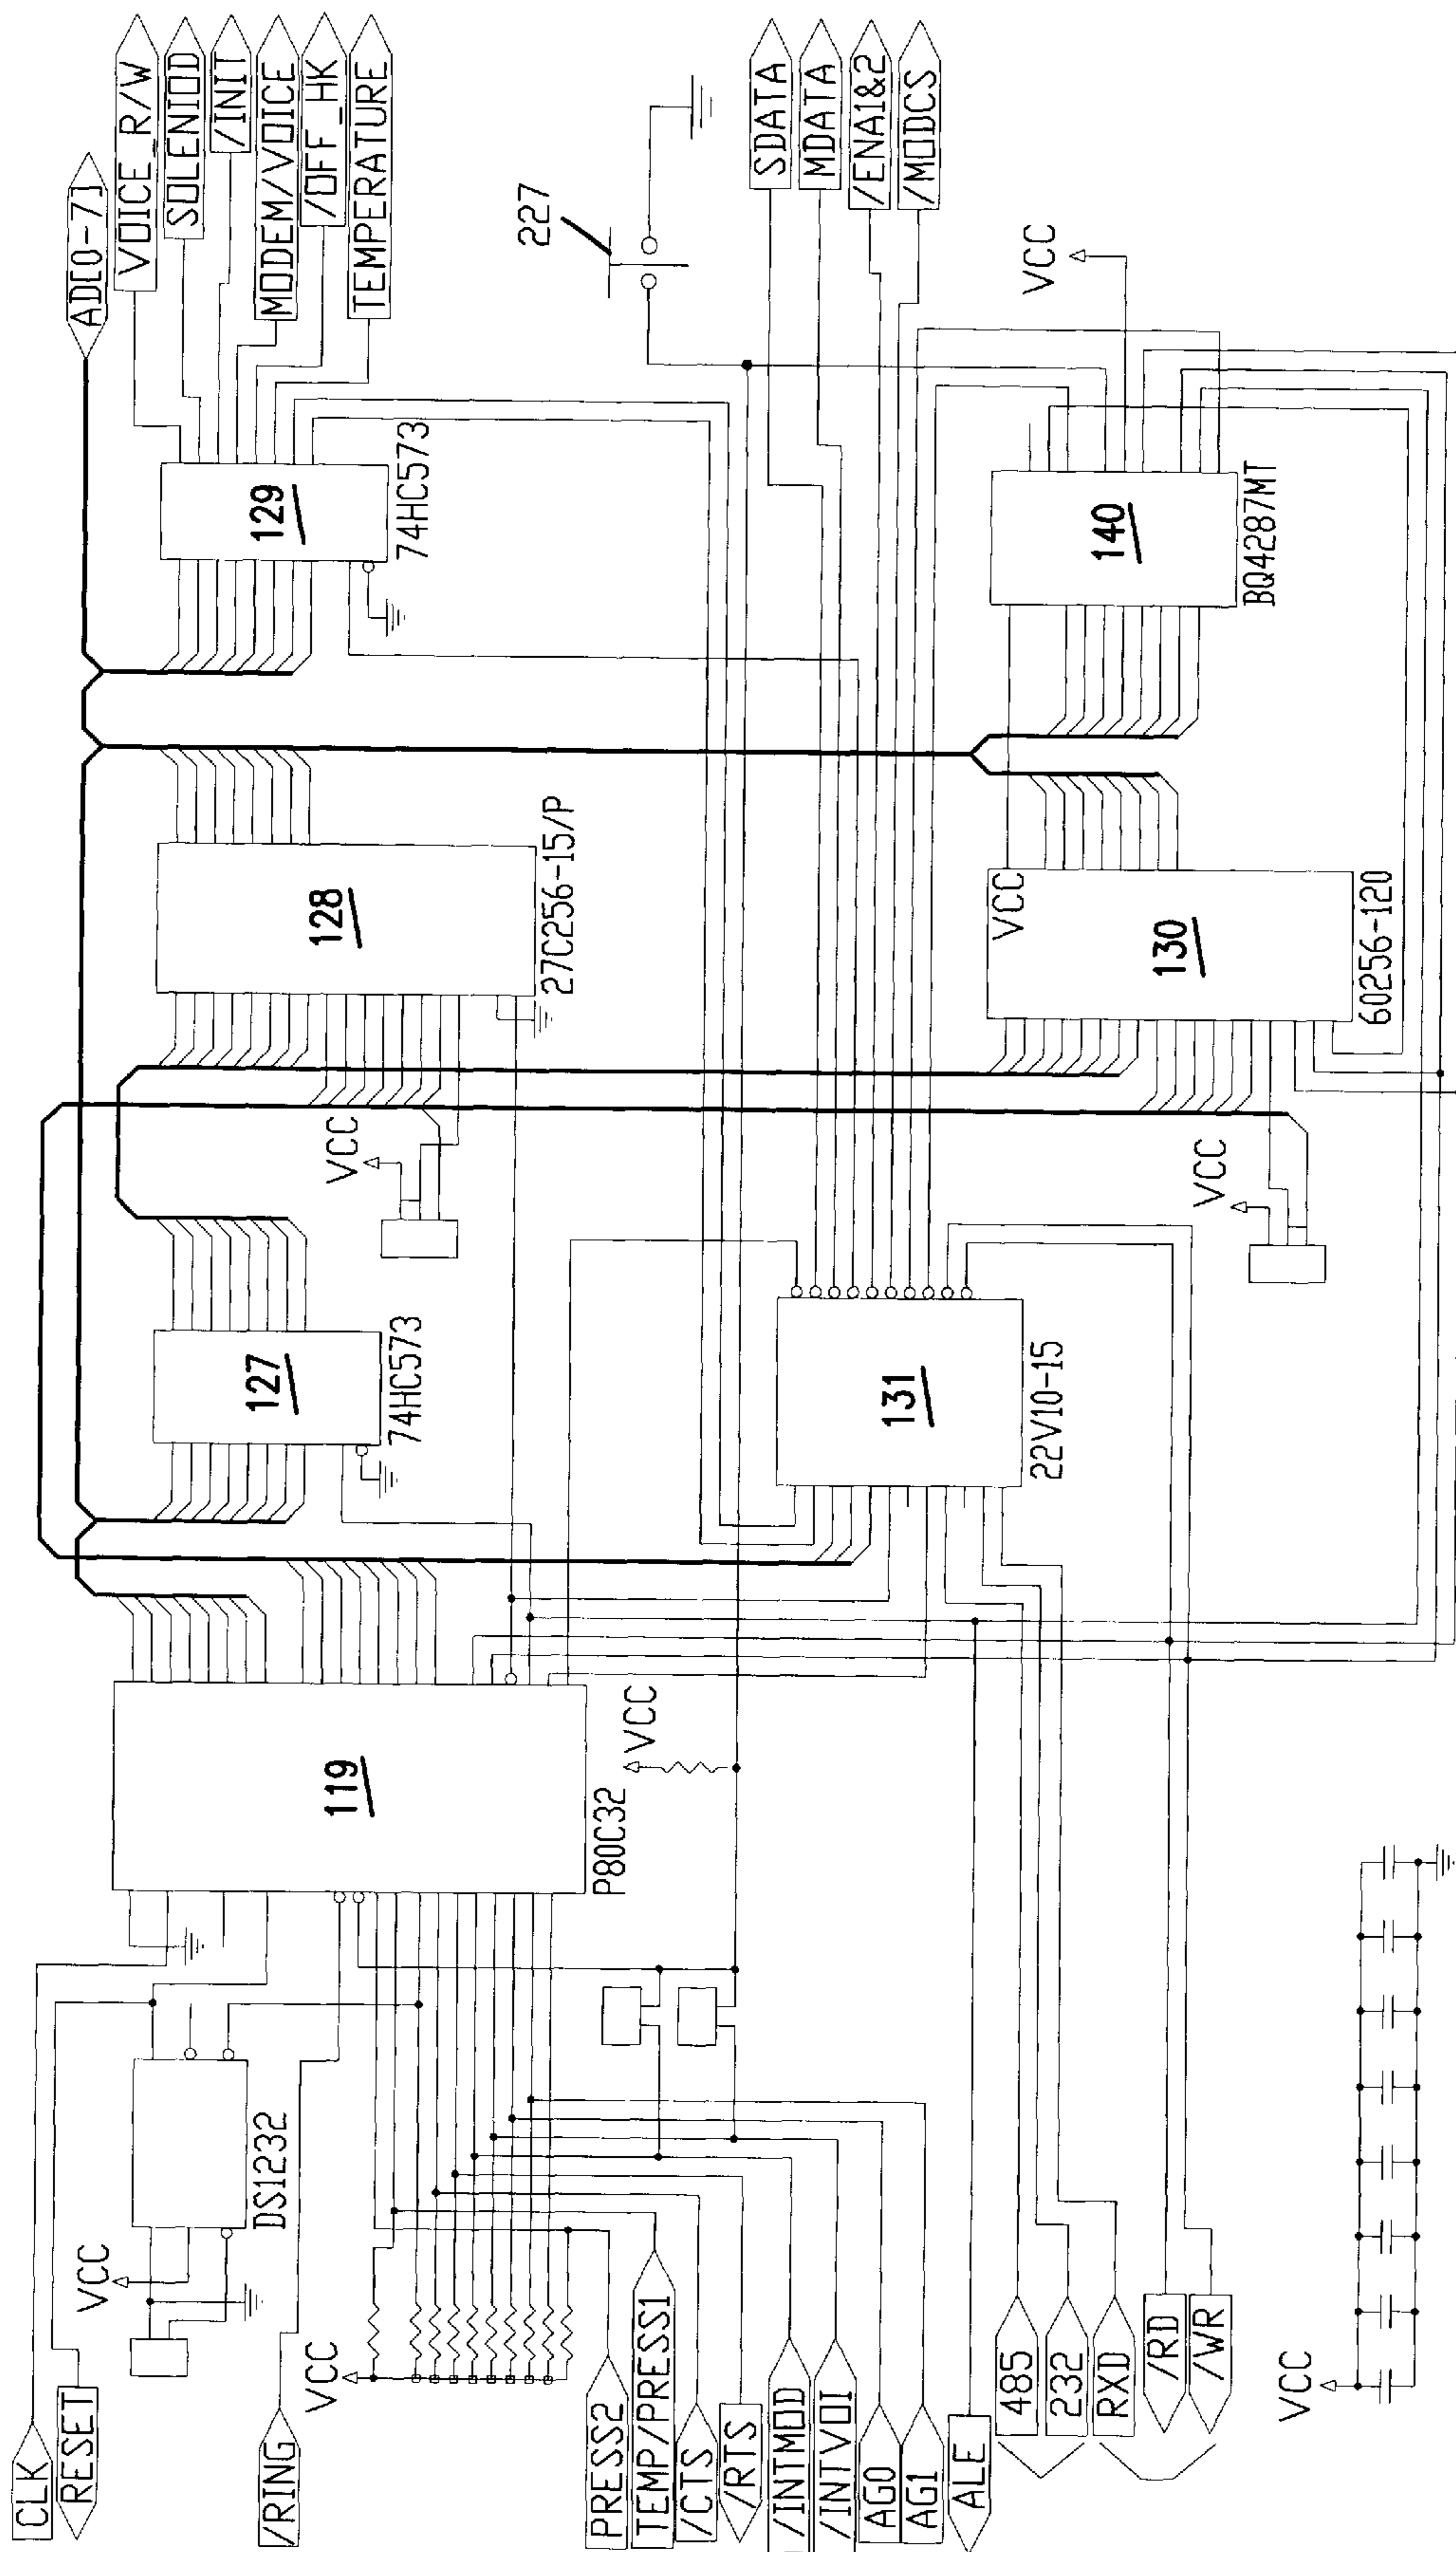 CLK
RESET
/RING
VCC
DS1232
VCC
119
P80C32
VCC
127
74HC573
VCC
128
27C256-15/P
129
74HC573
AD[0-7]
VOICE_R/W
SOLENIOD
/INIT
MODEM/VOICE
/OFF_HK
TEMPERATURE
227
SDATA
MDATA
/ENA1&2
/MODCS
VCC
PRESS2
TEMP/PRESS1
/CTS
/RTS
/INTMOD
/INTVOI
AG0
AG1
ALE
485
232
RXD
/RD
/WR
131
22V10-15
VCC
VCC
130
60256-120
140
BQ4287MT
VCC